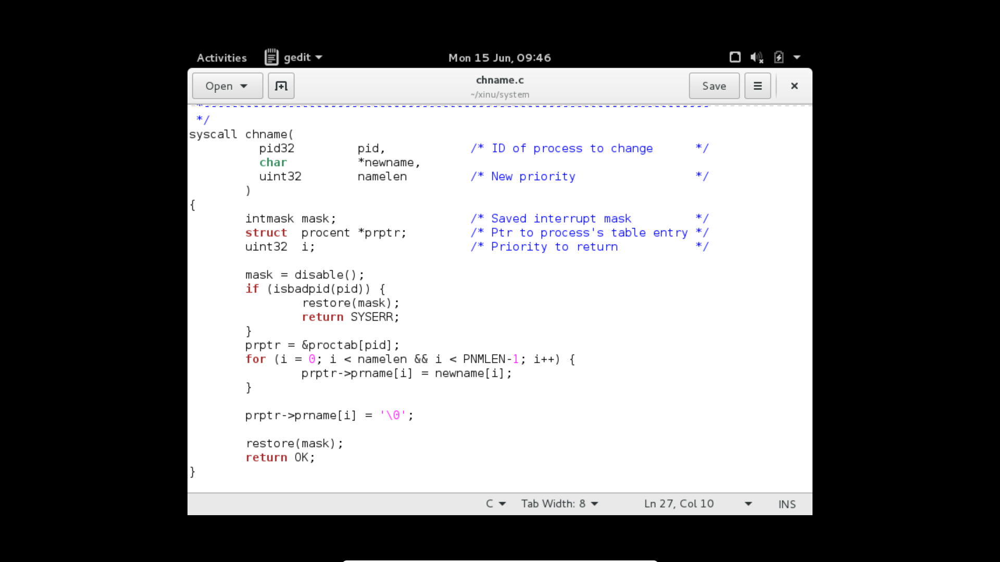 Activities gedit Mon 15 Jun, 09:46
Open chname.c Save
~/xinu/system
*------------------------------------------------------------------------
*/
syscall chname(
pid32 pid, /* ID of process to change */
char *newname,
uint32 namelen /* New priority */
)
{
intmask mask; /* Saved interrupt mask */
struct procent *prptr; /* Ptr to process's table entry */
uint32 i; /* Priority to return */
mask = disable();
if (isbadpid(pid)) {
restore(mask);
return SYSERR;
}
prptr = &proctab[pid];
for (i = 0; i < namelen && i < PNMLEN-1; i++) {
prptr->prname[i] = newname[i];
}
prptr->prname[i] = '\0';
restore(mask);
return OK;
}
C Tab Width: 8 Ln 27, Col 10 INS